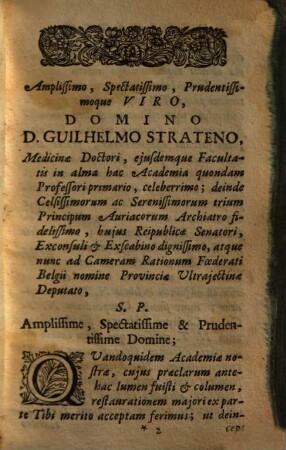 Amplissimo, Spectatissimo, Prudentissi-
moque VIRO,
DOMINO
D. GUILHELMO STRATENO,
Medicinæ Doctori, ejusdemque Faculta-
tis in alma hac Academia quondam
Professori primario, celeberrimo; deinde
Celsissimorum ac Serenissimorum trium
Principum Auriacorum Archiatro fi-
delissimo, hujus Reipublicæ Senatori,
Exconsuli & Exscabino dignissimo, atque
nunc ad Cameram Rationum Fœderati
Belgii nomine Provinciæ Ultrajectinæ
Deputato,
S. P.
Amplissime, Spectatissime & Pruden-
tissime Domine;
QUandoquidem Academiæ no-
stræ, cujus præclarum ante-
hac lumen fuisti & columen,
restaurationem majori ex par-
te Tibi merito acceptam ferimus; ut dein-
* 2 ceps